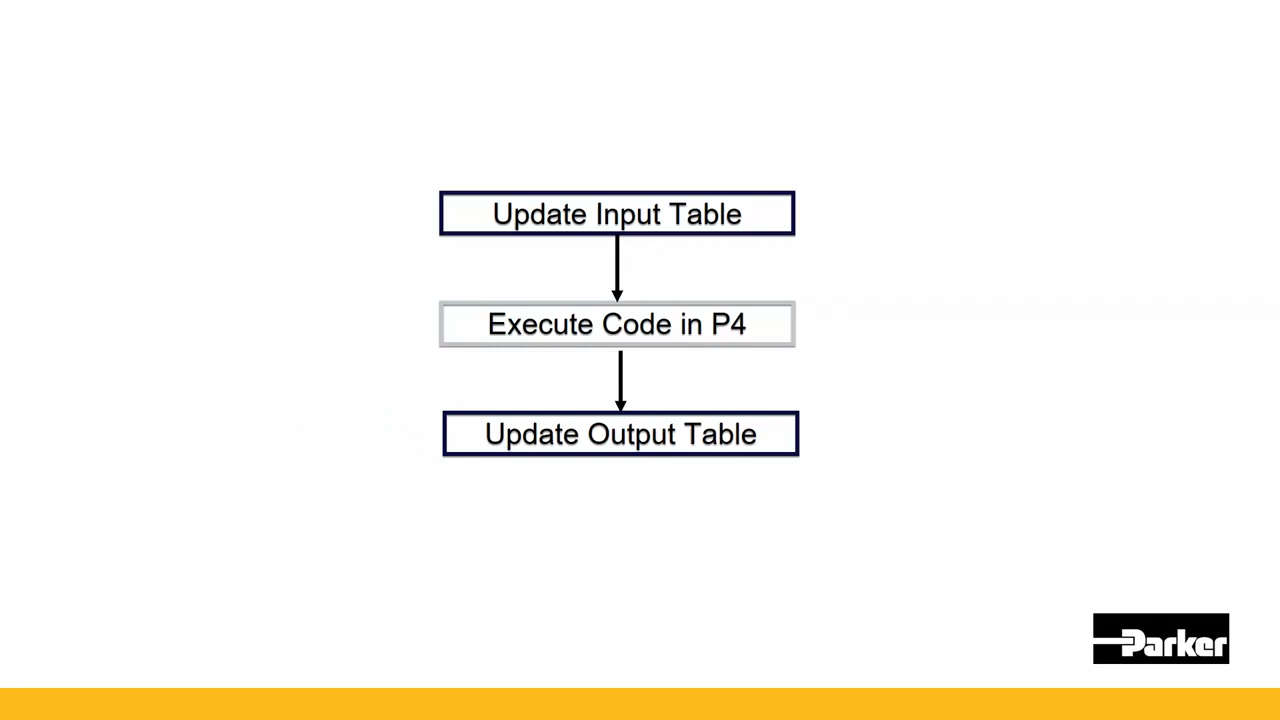 Update Input Table
Execute Code in P4
Update Output Table
Parker